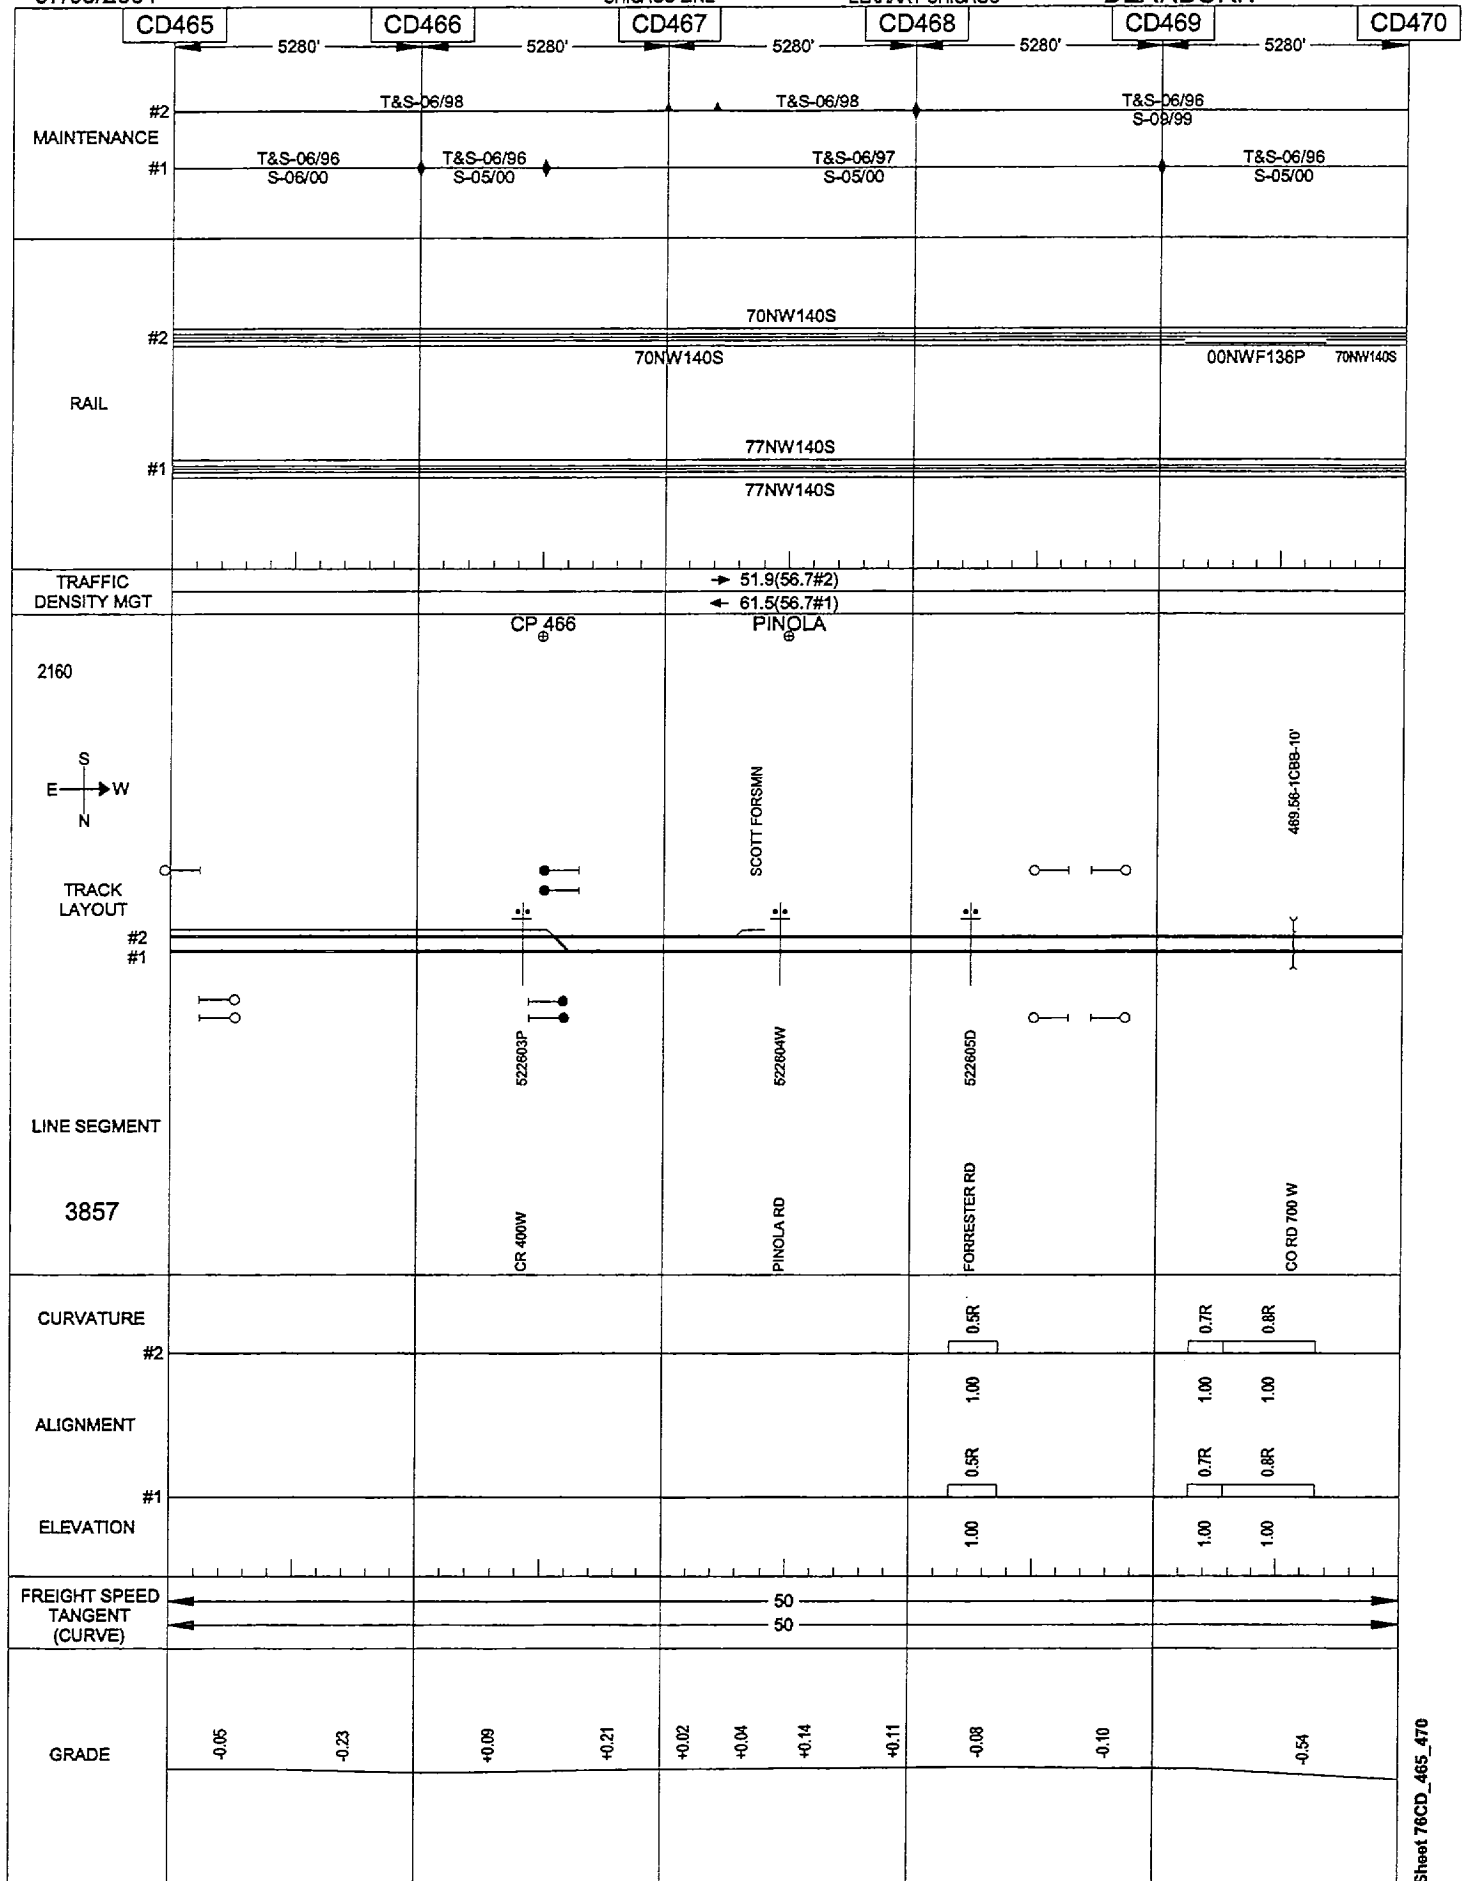 CD465 CD466 CD467 CD468 CD469 CD470
5280' 5280' 5280' 5280' 5280'
MAINTENANCE
#2 T&S-06/98 T&S-06/98 T&S-06/96
S-09/99
#1 T&S-06/96 T&S-06/96 T&S-06/97 T&S-06/96
S-06/00 S-05/00 S-05/00 S-05/00
RAIL
70NW140S
#2
70NW140S 00NWF136P 70NW140S
77NW140S
#1
77NW140S
TRAFFIC
DENSITY MGT
51.9(56.7#2)
61.5(56.7#1)
CP 466 PINOLA
2160
S
E W
N
SCOTT FORSMN
469.56-1CBB-10'
TRACK
LAYOUT
#2
#1
522603P 522604W 522605D
LINE SEGMENT
3857
CR 400W PINOLA RD FORRESTER RD CO RD 700 W
CURVATURE
#2
0.5R 0.7R 0.8R
1.00 1.00 1.00
ALIGNMENT
#1
0.5R 0.7R 0.8R
ELEVATION
1.00 1.00 1.00
FREIGHT SPEED
TANGENT
(CURVE)
50
50
GRADE
-0.05 -0.23 +0.09 +0.21 +0.02 +0.04 +0.14 +0.11 -0.08 -0.10 -0.54
Sheet 76CD_465_470